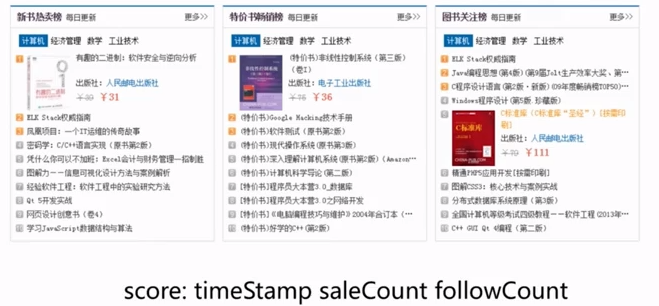 新书热卖榜 每日更新 更多>>
计算机 经济管理 数学 工业技术
1 有趣的二进制：软件安全与逆向分析
出版社：人民邮电出版社
￥39 ￥31
2 ELK Stack权威指南
3 凤凰项目：一个IT运维的传奇故事
4 密码学：C/C++语言实现（原书第2版）
5 凭什么你可以不加班：Excel会计与财务管理一招制胜
6 图解力——信息可视化设计方法与案例解析
7 经验软件工程：软件工程中的实验研究方法
8 Qt 5开发实战
9 网页设计创意书（卷4）
10 学习JavaScript数据结构与算法
特价书畅销榜 每日更新 更多>>
计算机 经济管理 数学 工业技术
1 (特价书)非线性控制系统（第三版）（卷I）
出版社：电子工业出版社
￥75 ￥36
2 (特价书)Google Hacking技术手册
3 (特价书)软件测试（原书第2版）
4 (特价书)现代操作系统(原书第3版)
5 (特价书)深入理解计算机系统(原书第2版)（Amazon…
6 (特价书)计算机科学导论(第二版)
7 [特价书]程序员大本营3.0_数据库
8 [特价书]程序员大本营3.0之网络开发
9 [特价书]《电脑编程技巧与维护》2004年合订本（…
10 (特价书)好学的C++(第2版)
图书关注榜 每日更新 更多>>
计算机 经济管理 数学 工业技术
1 ELK Stack权威指南
2 Java编程思想(第4版)（第9届Jolt生产效率大奖、第…
3 C程序设计语言（第2版·新版）(09年度畅销榜TOP50)…
4 Windows程序设计（第5版 珍藏版）
5 C标准库（C标准库“圣经”）[按需印刷]
出版社：人民邮电出版社
￥79 ￥111
6 精通PHP5应用开发[按需印刷]
7 图解CSS3：核心技术与案例实战
8 分布式数据库系统原理（第3版）
9 全国计算机等级考试四级教程——软件工程(2013年…
10 C++ GUI Qt 4编程（第二版）
score: timeStamp saleCount followCount